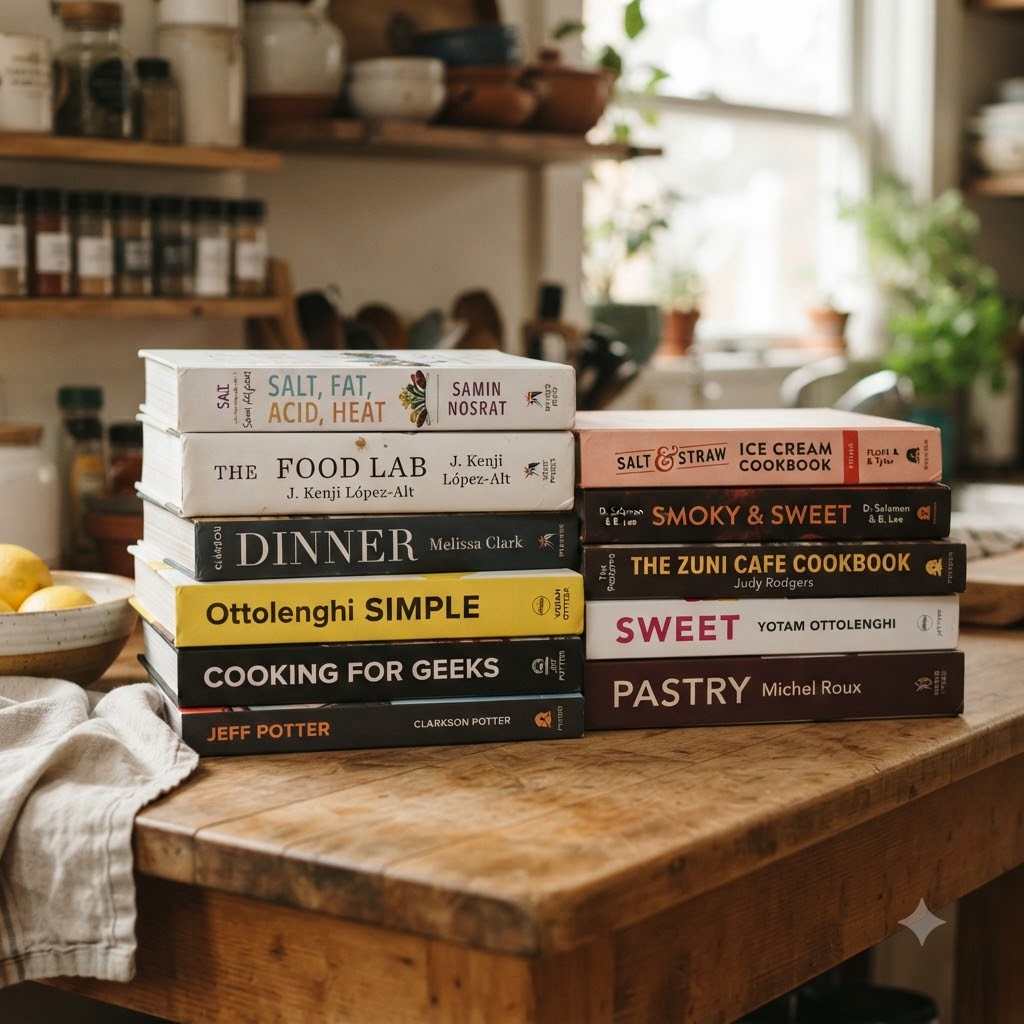 SALT, FAT,
ACID, HEAT
SAMIN
NOSRAT
THE FOOD LAB
J. Kenji López-Alt
J. Kenji
López-Alt
DINNER Melissa Clark
Ottolenghi SIMPLE
COOKING FOR GEEKS
JEFF POTTER CLARKSON POTTER
SALT & STRAW
ICE CREAM
COOKBOOK
SMOKY & SWEET
D. Salamen
& B. Lee
THE ZUNI CAFE COOKBOOK
Judy Rodgers
SWEET YOTAM OTTOLENGHI
PASTRY Michel Roux